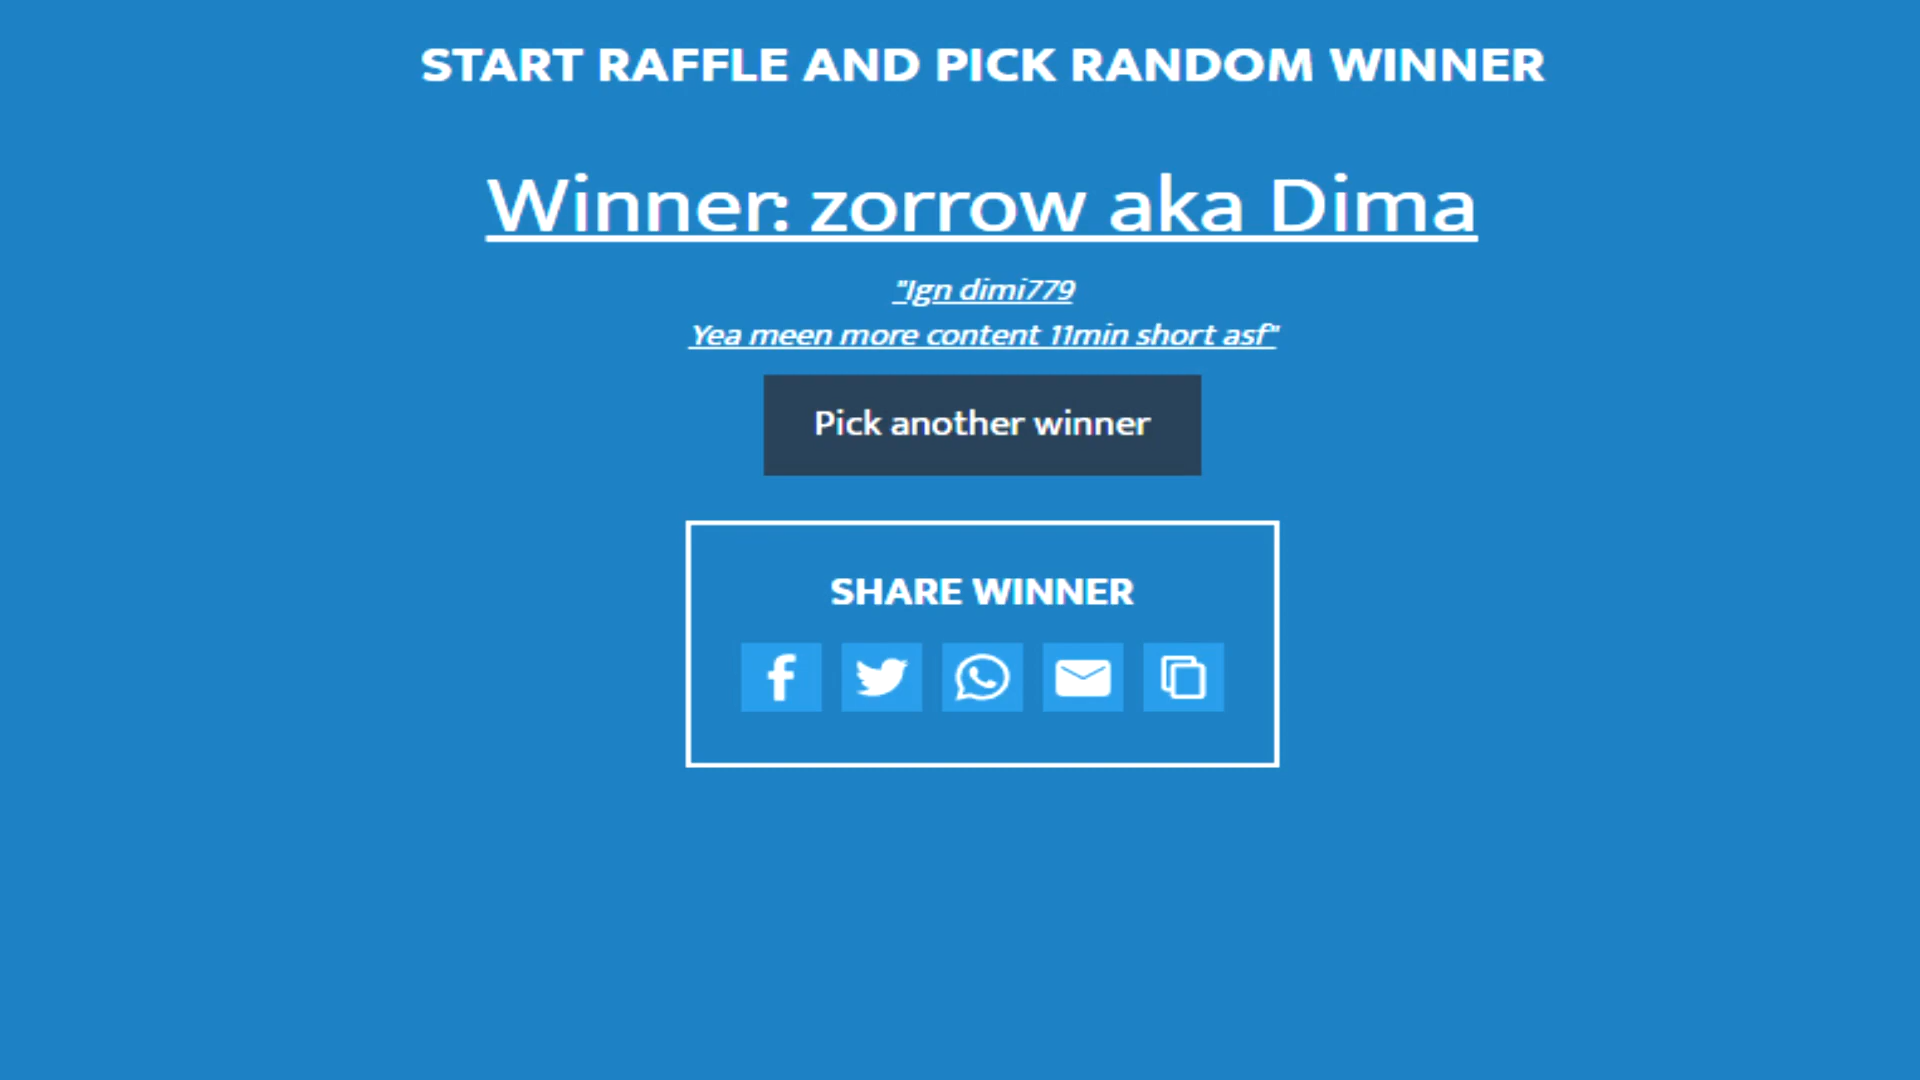 START RAFFLE AND PICK RANDOM WINNER
Winner: zorrow aka Dima
"Ign dimi779
Yea meen more content 11min short asf"
Pick another winner
SHARE WINNER